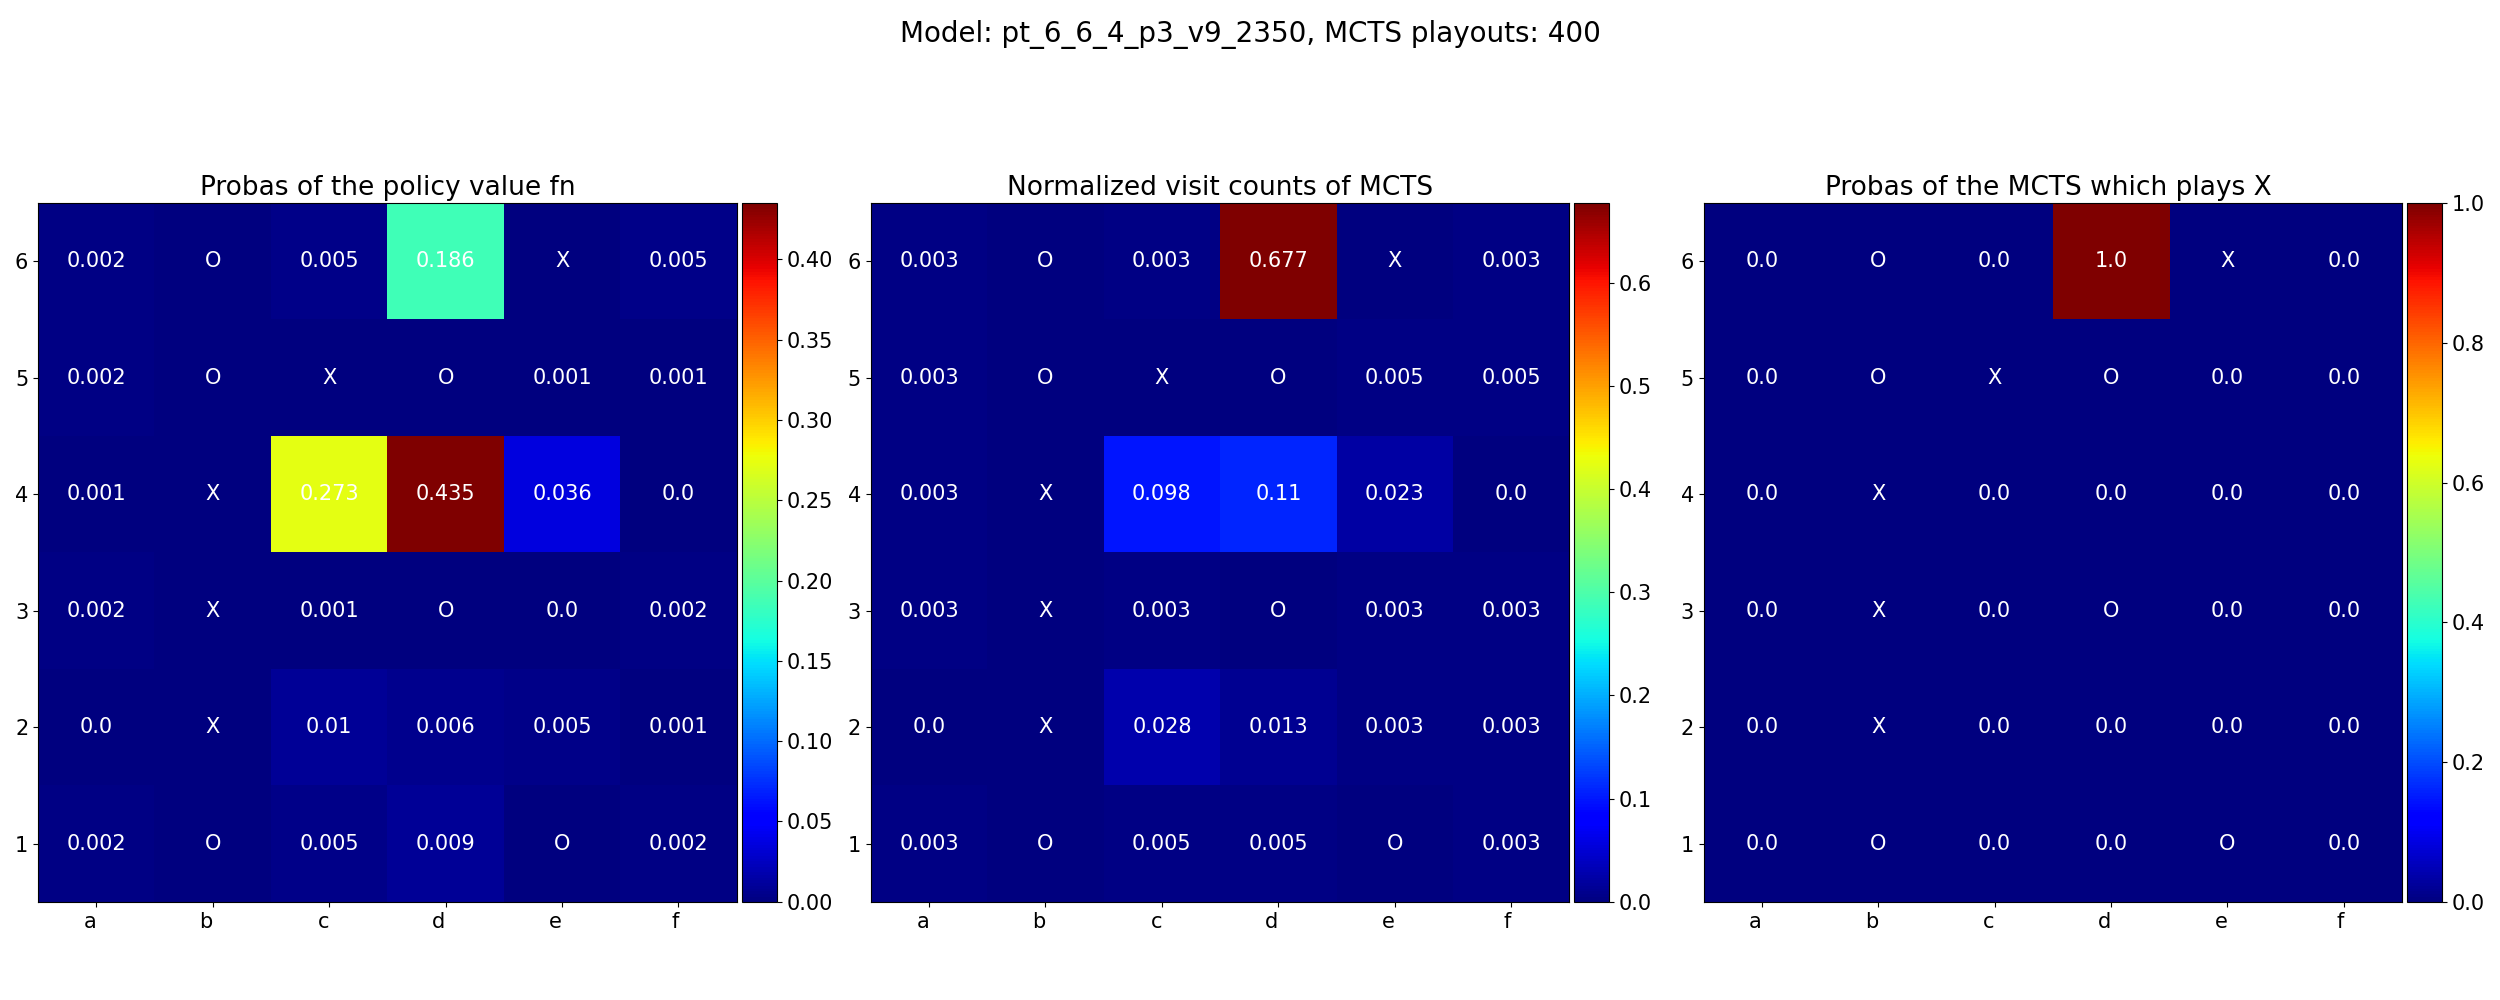 Model: pt_6_6_4_p3_v9_2350, MCTS playouts: 400
Probas of the policy value fn
6 0.002 O 0.005 0.186 X 0.005
5 0.002 O X O 0.001 0.001
4 0.001 X 0.273 0.435 0.036 0.0
3 0.002 X 0.001 O 0.0 0.002
2 0.0 X 0.01 0.006 0.005 0.001
1 0.002 O 0.005 0.009 O 0.002
a b c d e f
0.40
0.35
0.30
0.25
0.20
0.15
0.10
0.05
0.00
Normalized visit counts of MCTS
6 0.003 O 0.003 0.677 X 0.003
5 0.003 O X O 0.005 0.005
4 0.003 X 0.098 0.11 0.023 0.0
3 0.003 X 0.003 O 0.003 0.003
2 0.0 X 0.028 0.013 0.003 0.003
1 0.003 O 0.005 0.005 O 0.003
a b c d e f
0.6
0.5
0.4
0.3
0.2
0.1
0.0
Probas of the MCTS which plays X
6 0.0 O 0.0 1.0 X 0.0
5 0.0 O X O 0.0 0.0
4 0.0 X 0.0 0.0 0.0 0.0
3 0.0 X 0.0 O 0.0 0.0
2 0.0 X 0.0 0.0 0.0 0.0
1 0.0 O 0.0 0.0 O 0.0
a b c d e f
1.0
0.8
0.6
0.4
0.2
0.0